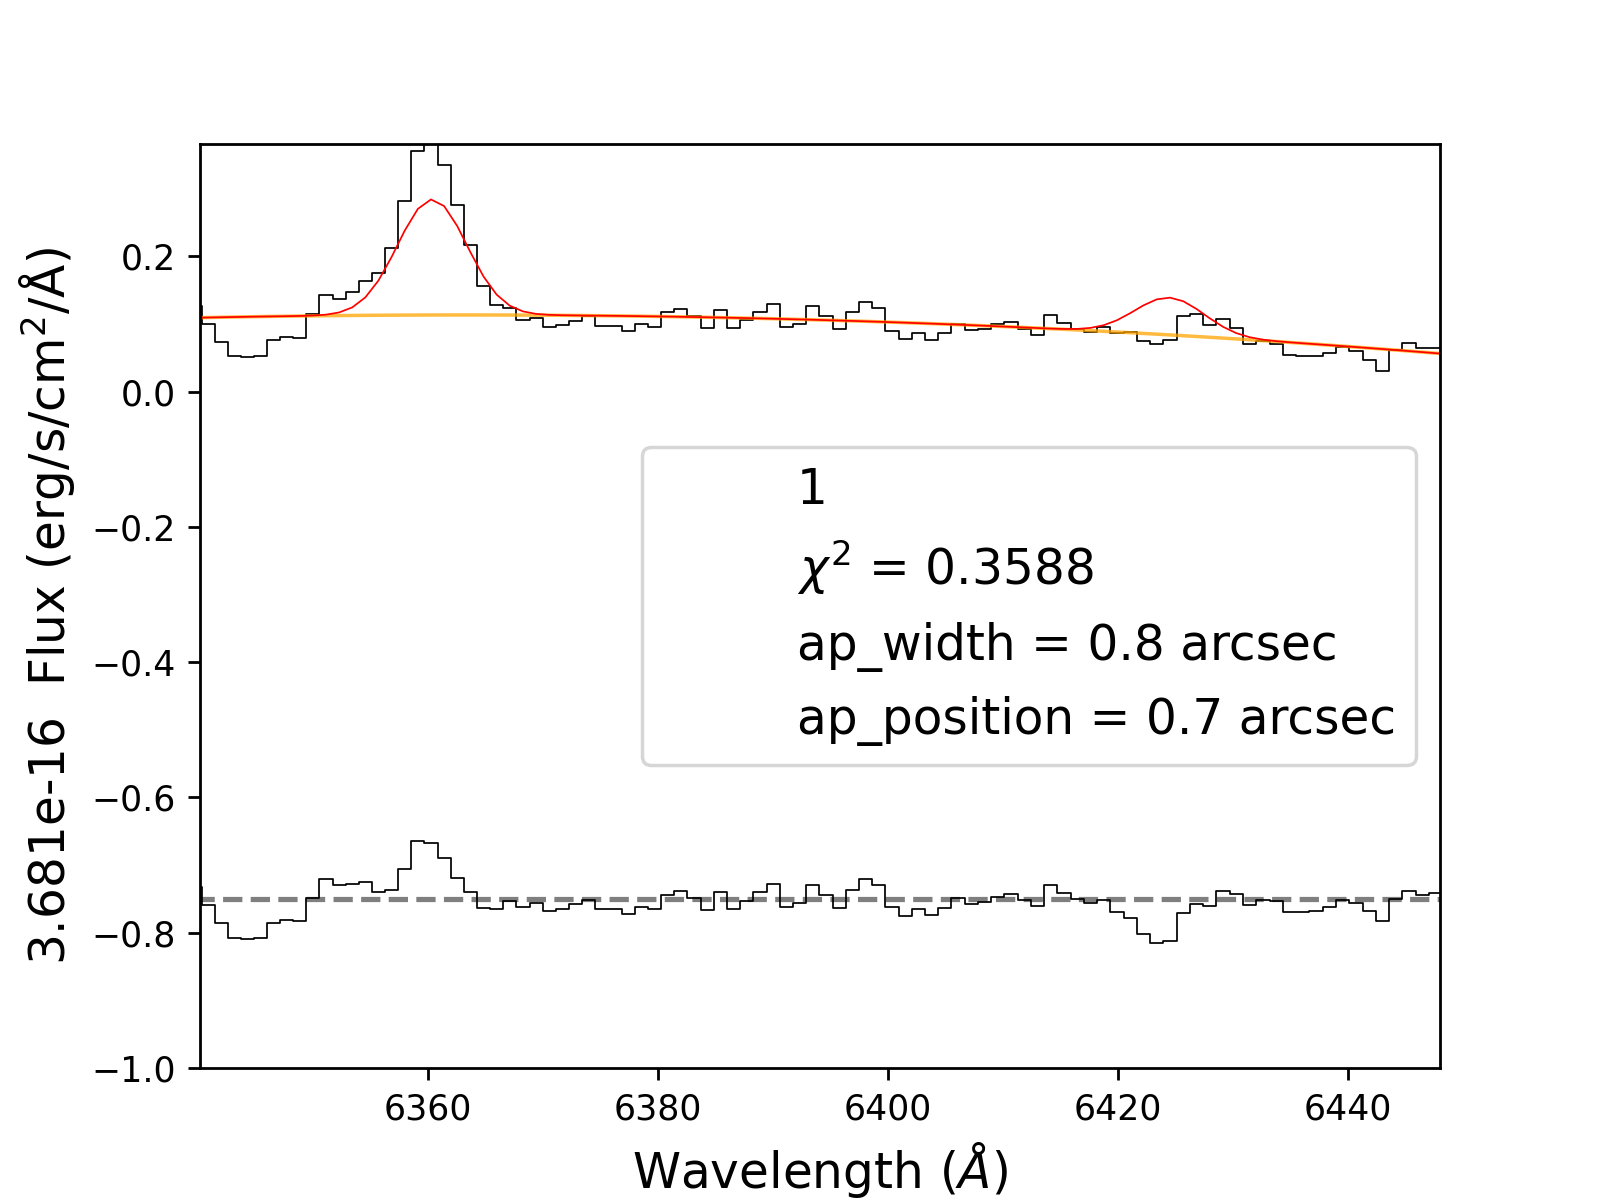 3.681e-16 Flux (erg/s/cm²/Å)
0.2
0.0
−0.2
−0.4
−0.6
−0.8
−1.0
1
χ² = 0.3588
ap_width = 0.8 arcsec
ap_position = 0.7 arcsec
6360 6380 6400 6420 6440
Wavelength (Å)